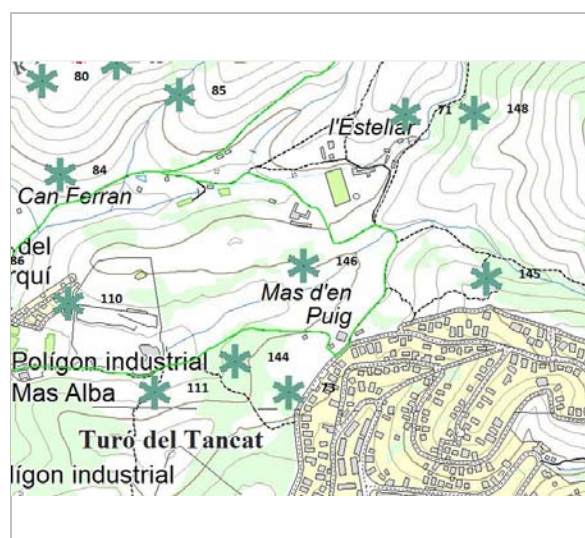 80
85
71
148
l'Estellar
84
Can Ferran
del
86
rquí
146
145
Mas d'en
Puig
110
Polígon industrial
144
Mas Alba
111
73
Turó del Tancat
lígon industrial